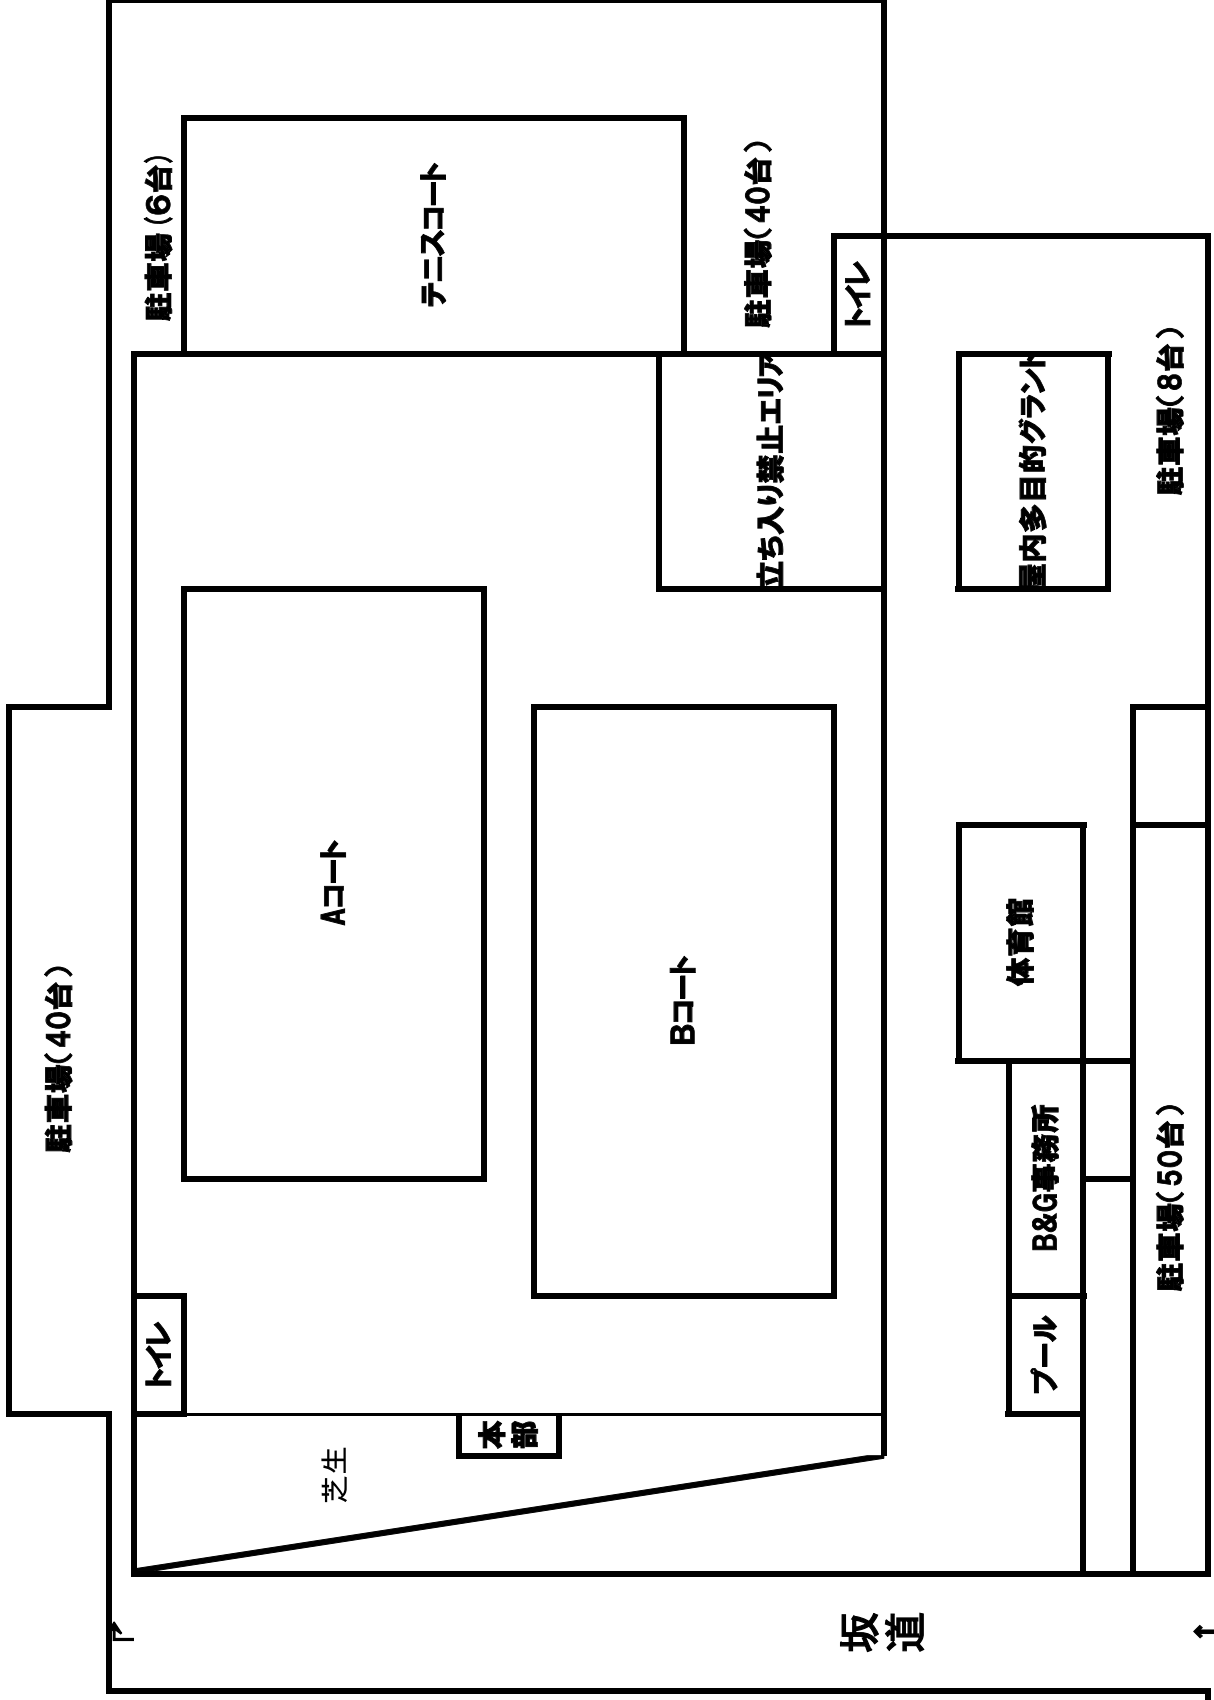 駐車場(6台)
テニスコート
駐車場(40台)
トイレ
立ち入り禁止エリア
屋内多目的グランド
駐車場(8台)
Aコート
Bコート
体育館
駐車場(40台)
B&G事務所
駐車場(50台)
トイレ
プール
本部
芝生
坂道